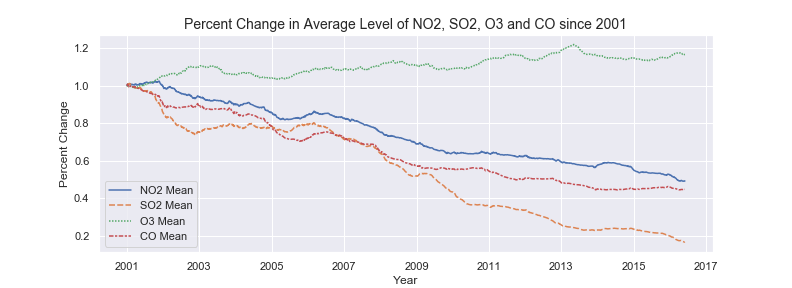 Percent Change in Average Level of NO2, SO2, O3 and CO since 2001
Percent Change
1.2
1.0
0.8
0.6
0.4
0.2
NO2 Mean
SO2 Mean
O3 Mean
CO Mean
2001 2003 2005 2007 2009 2011 2013 2015 2017
Year